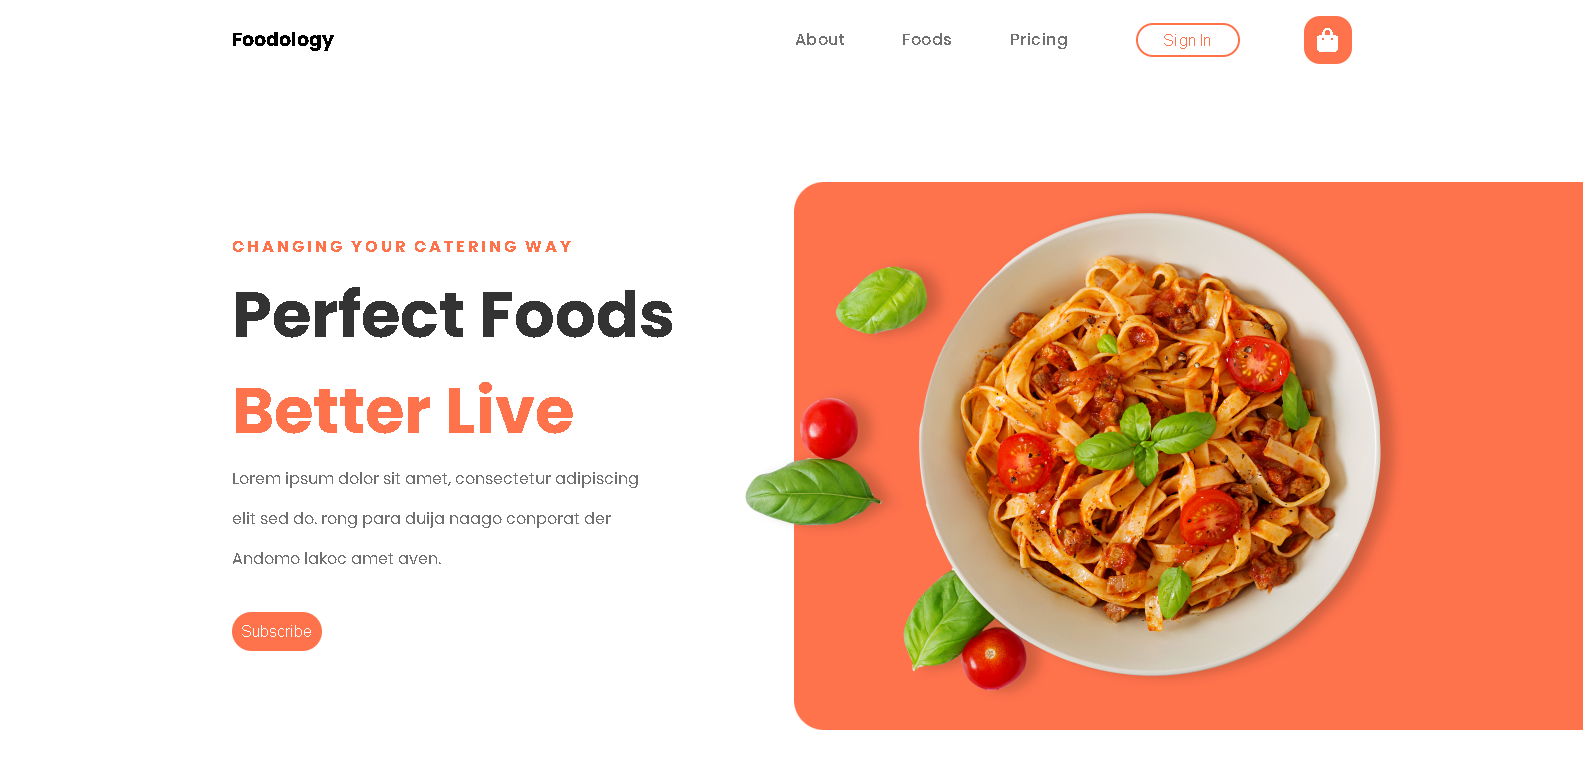 Foodology
About
Foods
Pricing
Sign In
CHANGING YOUR CATERING WAY
Perfect Foods
Better Live
Lorem ipsum dolor sit amet, consectetur adipiscing
elit sed do. rong para duija naago conporat der
Andomo lakoc amet aven.
Subscribe